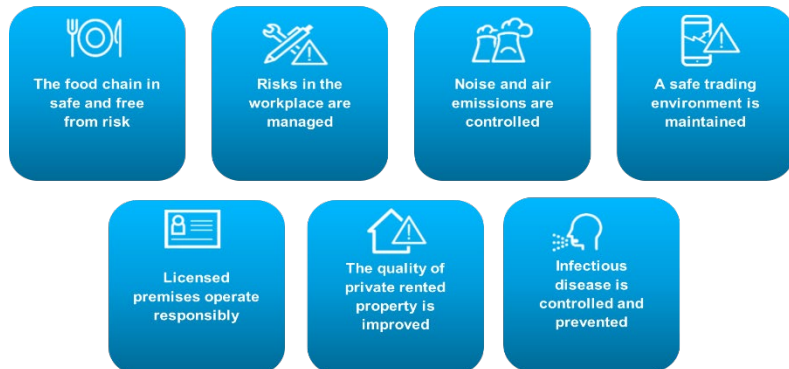 The food chain in
safe and free
from risk
Risks in the
workplace are
managed
Noise and air
emissions are
controlled
A safe trading
environment is
maintained
Licensed
premises operate
responsibly
The quality of
private rented
property is
improved
Infectious
disease is
controlled and
prevented